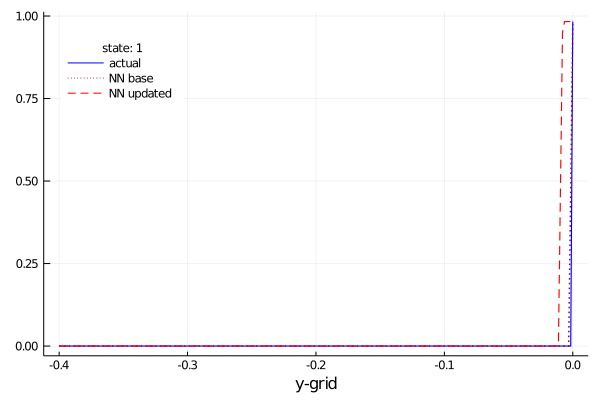 1.00
state: 1
actual
NN base
NN updated
0.75
0.50
0.25
0.00
-0.4 -0.3 -0.2 -0.1 0.0
y-grid